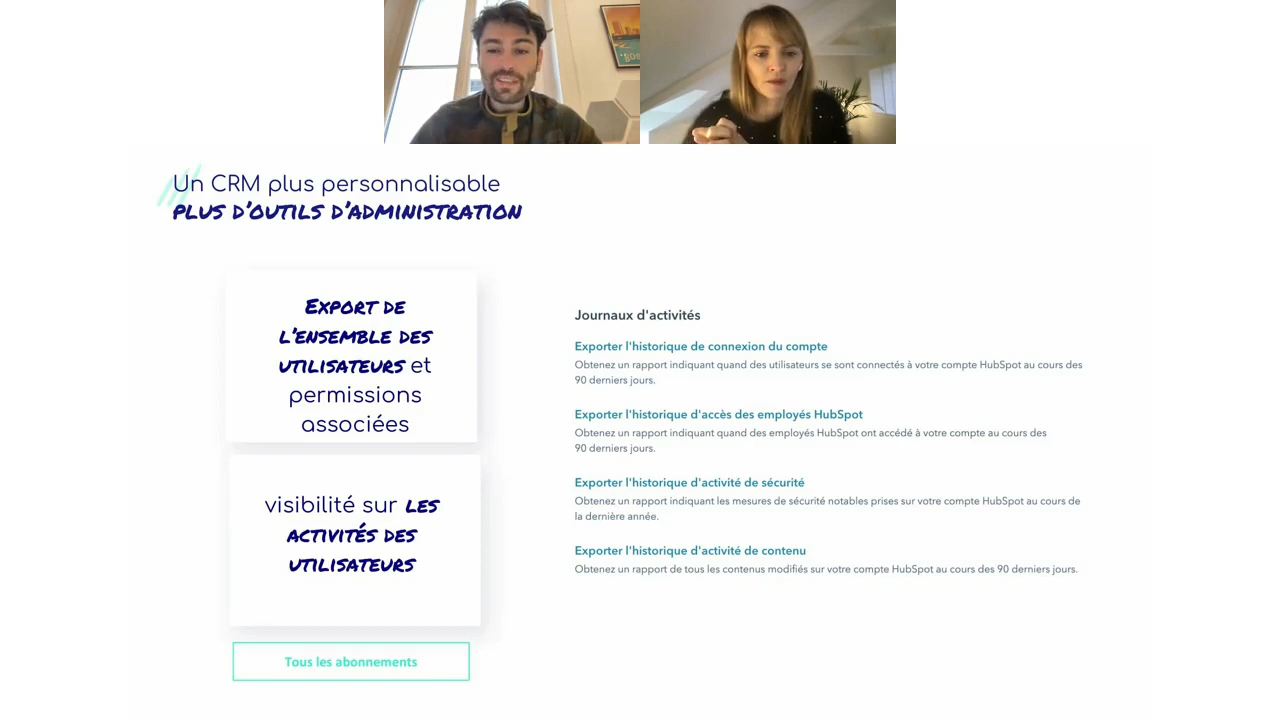 Un CRM plus personnalisable
PLUS D'OUTILS D'ADMINISTRATION
EXPORT DE
L'ENSEMBLE DES
UTILISATEURS et
permissions
associées
visibilité sur LES
ACTIVITÉS DES
UTILISATEURS
Tous les abonnements
Journaux d'activités
Exporter l'historique de connexion du compte
Obtenez un rapport indiquant quand des utilisateurs se sont connectés à votre compte HubSpot au cours des
90 derniers jours.
Exporter l'historique d'accès des employés HubSpot
Obtenez un rapport indiquant quand des employés HubSpot ont accédé à votre compte au cours des
90 derniers jours.
Exporter l'historique d'activité de sécurité
Obtenez un rapport indiquant les mesures de sécurité notables prises sur votre compte HubSpot au cours de
la dernière année.
Exporter l'historique d'activité de contenu
Obtenez un rapport de tous les contenus modifiés sur votre compte HubSpot au cours des 90 derniers jours.